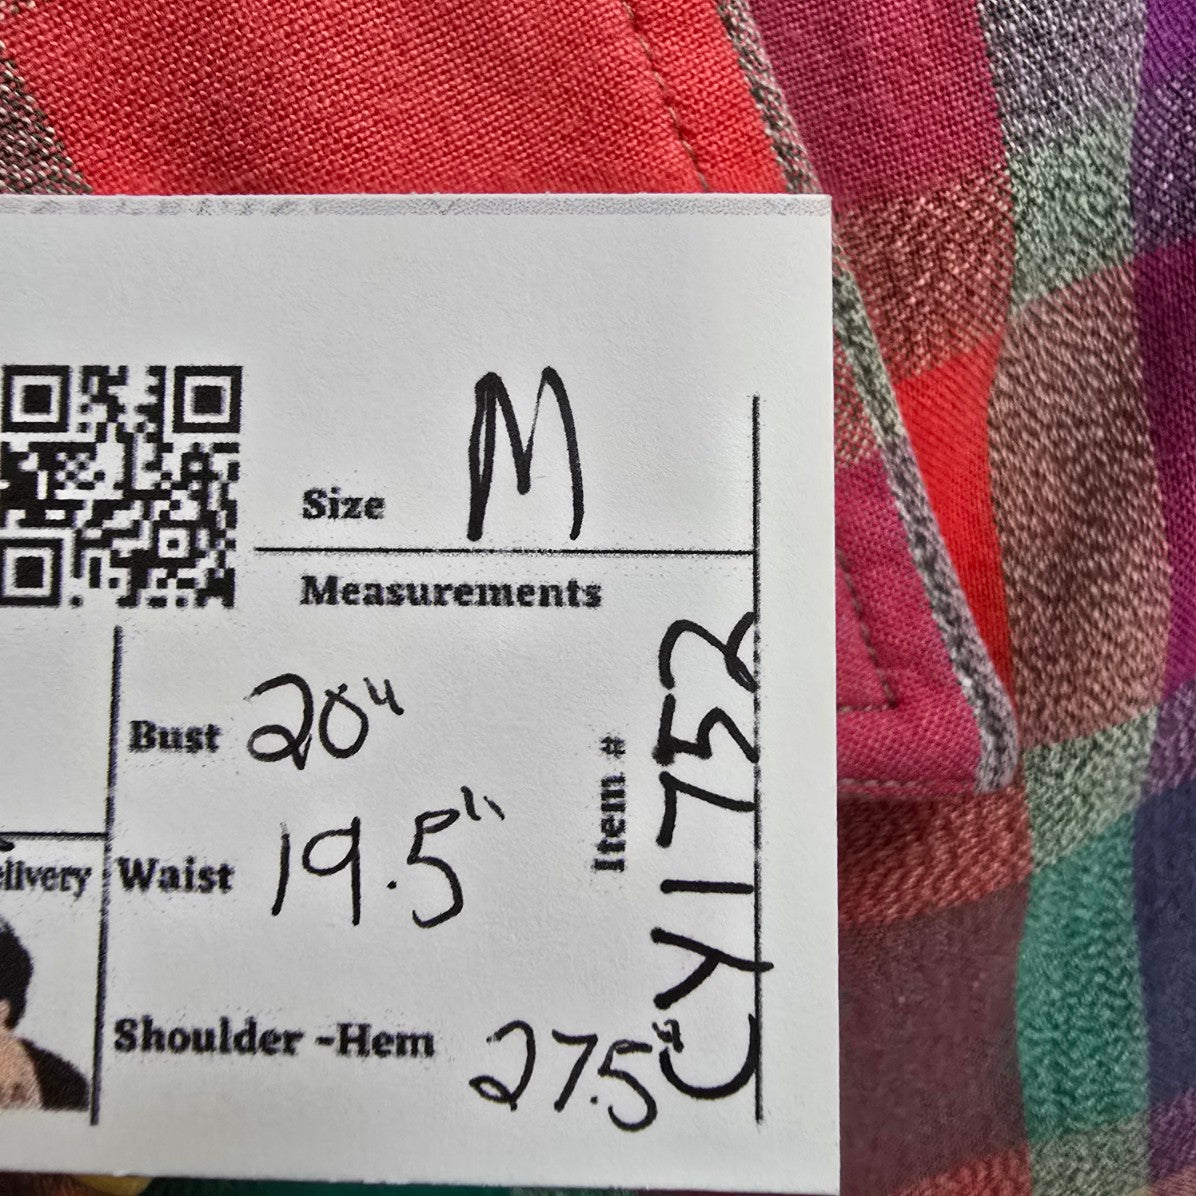 Size M
Measurements
Bust 20"
Waist 19.5"
Shoulder -Hem 27.5"
Item #
CY1752
elivery